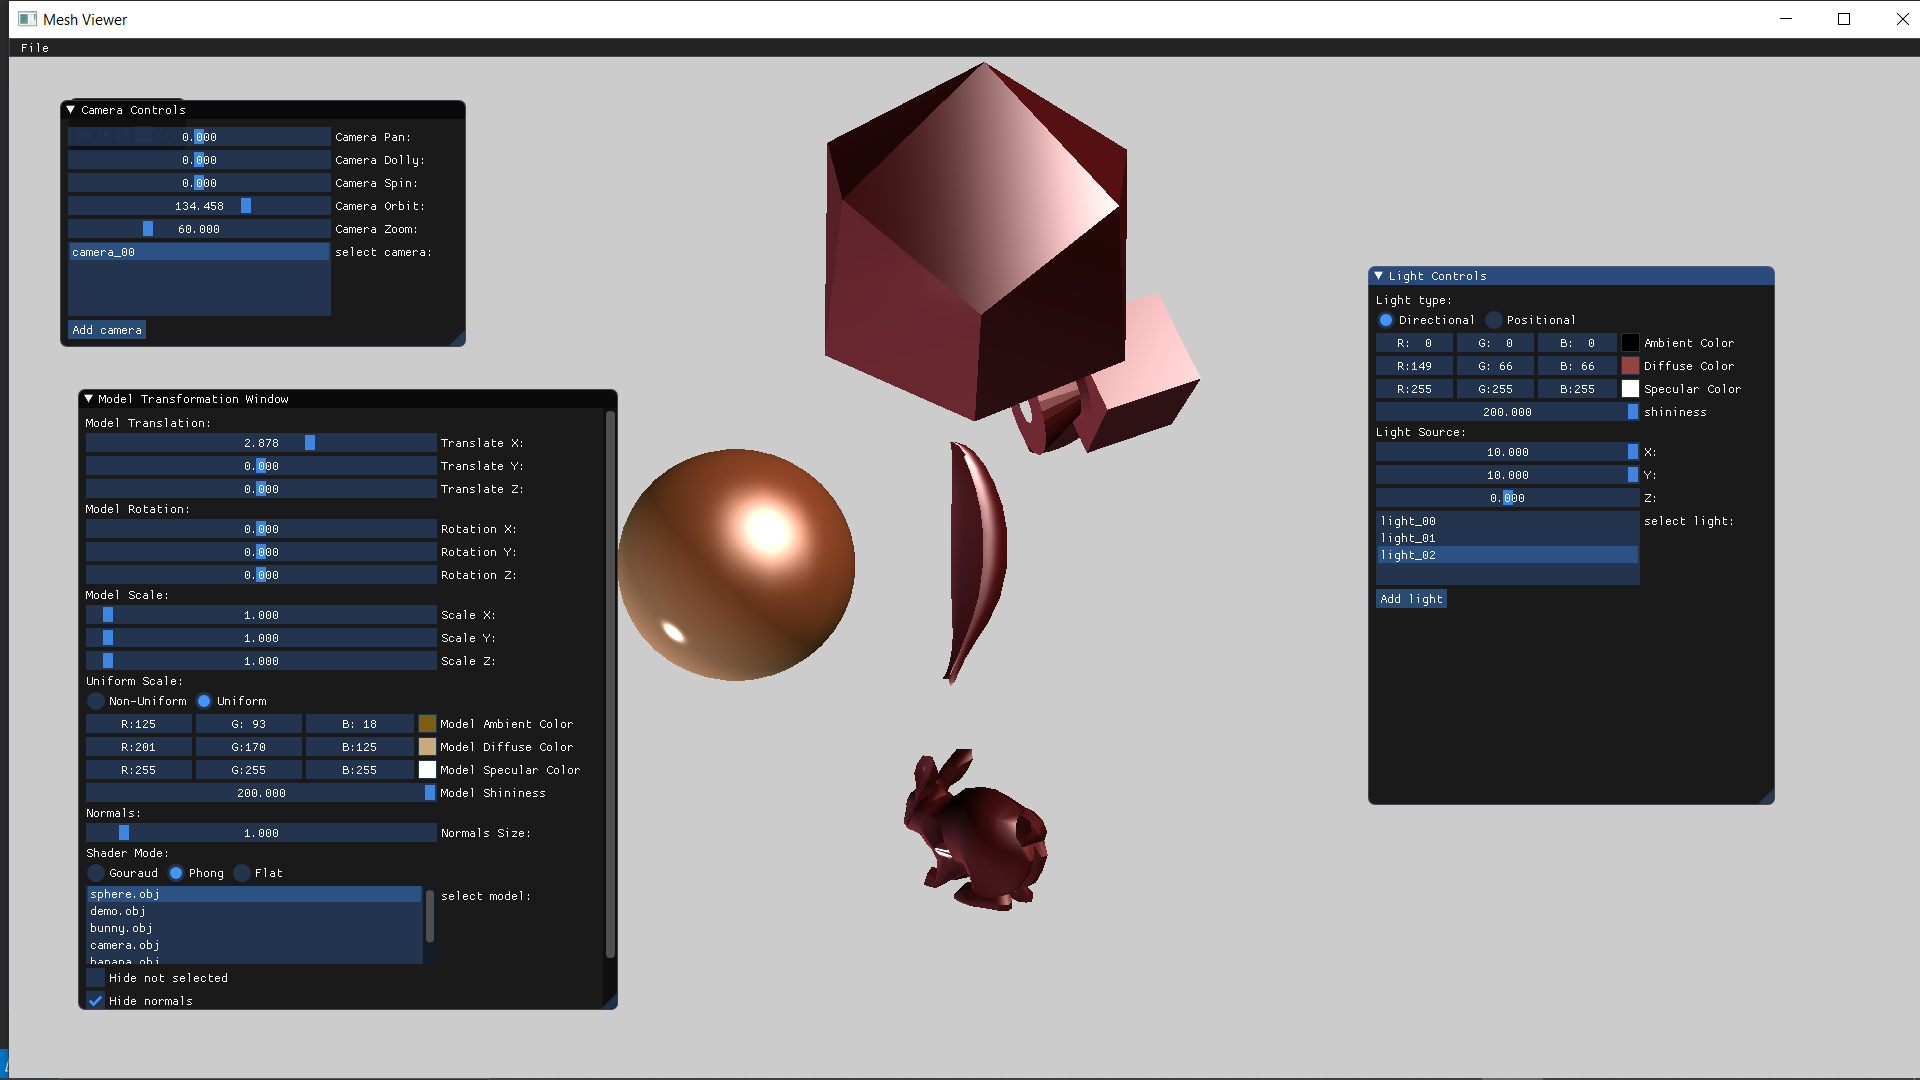 Mesh Viewer
File
Camera Controls
0.000 Camera Pan:
0.000 Camera Dolly:
0.000 Camera Spin:
134.458 Camera Orbit:
60.000 Camera Zoom:
camera_00 select camera:
Add camera
Model Transformation Window
Model Translation:
2.878 Translate X:
0.000 Translate Y:
0.000 Translate Z:
Model Rotation:
0.000 Rotation X:
0.000 Rotation Y:
0.000 Rotation Z:
Model Scale:
1.000 Scale X:
1.000 Scale Y:
1.000 Scale Z:
Uniform Scale:
Non-Uniform Uniform
R:125 G: 93 B: 18 Model Ambient Color
R:201 G:170 B:125 Model Diffuse Color
R:255 G:255 B:255 Model Specular Color
200.000 Model Shininess
Normals:
1.000 Normals Size:
Shader Mode:
Gouraud Phong Flat
sphere.obj select model:
demo.obj
bunny.obj
camera.obj
banana.obj
Hide not selected
Hide normals
Light Controls
Light type:
Directional Positional
R: 0 G: 0 B: 0 Ambient Color
R:149 G: 66 B: 66 Diffuse Color
R:255 G:255 B:255 Specular Color
200.000 shininess
Light Source:
10.000 X:
10.000 Y:
0.000 Z:
light_00 select light:
light_01
light_02
Add light